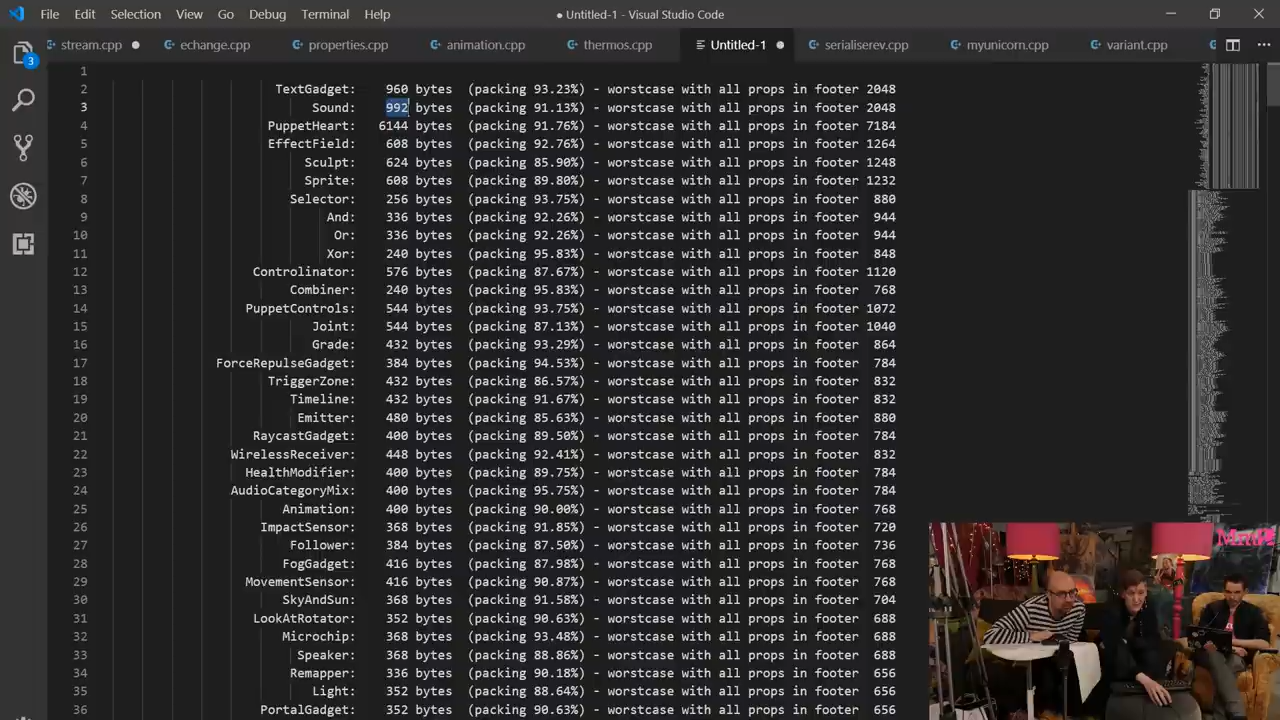 File Edit Selection View Go Debug Terminal Help ● Untitled-1 - Visual Studio Code
3
stream.cpp echange.cpp properties.cpp animation.cpp thermos.cpp Untitled-1 serialiserev.cpp myunicorn.cpp variant.cpp
1
2 TextGadget: 960 bytes (packing 93.23%) - worstcase with all props in footer 2048
3 Sound: 992 bytes (packing 91.13%) - worstcase with all props in footer 2048
4 PuppetHeart: 6144 bytes (packing 91.76%) - worstcase with all props in footer 7184
5 EffectField: 608 bytes (packing 92.76%) - worstcase with all props in footer 1264
6 Sculpt: 624 bytes (packing 85.90%) - worstcase with all props in footer 1248
7 Sprite: 608 bytes (packing 89.80%) - worstcase with all props in footer 1232
8 Selector: 256 bytes (packing 93.75%) - worstcase with all props in footer 880
9 And: 336 bytes (packing 92.26%) - worstcase with all props in footer 944
10 Or: 336 bytes (packing 92.26%) - worstcase with all props in footer 944
11 Xor: 240 bytes (packing 95.83%) - worstcase with all props in footer 848
12 Controlinator: 576 bytes (packing 87.67%) - worstcase with all props in footer 1120
13 Combiner: 240 bytes (packing 95.83%) - worstcase with all props in footer 768
14 PuppetControls: 544 bytes (packing 93.75%) - worstcase with all props in footer 1072
15 Joint: 544 bytes (packing 87.13%) - worstcase with all props in footer 1040
16 Grade: 432 bytes (packing 93.29%) - worstcase with all props in footer 864
17 ForceRepulseGadget: 384 bytes (packing 94.53%) - worstcase with all props in footer 784
18 TriggerZone: 432 bytes (packing 86.57%) - worstcase with all props in footer 832
19 Timeline: 432 bytes (packing 91.67%) - worstcase with all props in footer 832
20 Emitter: 480 bytes (packing 85.63%) - worstcase with all props in footer 880
21 RaycastGadget: 400 bytes (packing 89.50%) - worstcase with all props in footer 784
22 WirelessReceiver: 448 bytes (packing 92.41%) - worstcase with all props in footer 832
23 HealthModifier: 400 bytes (packing 89.75%) - worstcase with all props in footer 784
24 AudioCategoryMix: 400 bytes (packing 95.75%) - worstcase with all props in footer 784
25 Animation: 400 bytes (packing 90.00%) - worstcase with all props in footer 768
26 ImpactSensor: 368 bytes (packing 91.85%) - worstcase with all props in footer 720
27 Follower: 384 bytes (packing 87.50%) - worstcase with all props in footer 736
28 FogGadget: 416 bytes (packing 87.98%) - worstcase with all props in footer 768
29 MovementSensor: 416 bytes (packing 90.87%) - worstcase with all props in footer 768
30 SkyAndSun: 368 bytes (packing 91.58%) - worstcase with all props in footer 704
31 LookAtRotator: 352 bytes (packing 90.63%) - worstcase with all props in footer 688
32 Microchip: 368 bytes (packing 93.48%) - worstcase with all props in footer 688
33 Speaker: 368 bytes (packing 88.86%) - worstcase with all props in footer 688
34 Remapper: 336 bytes (packing 90.18%) - worstcase with all props in footer 656
35 Light: 352 bytes (packing 88.64%) - worstcase with all props in footer 656
36 PortalGadget: 352 bytes (packing 90.63%) - worstcase with all props in footer 656